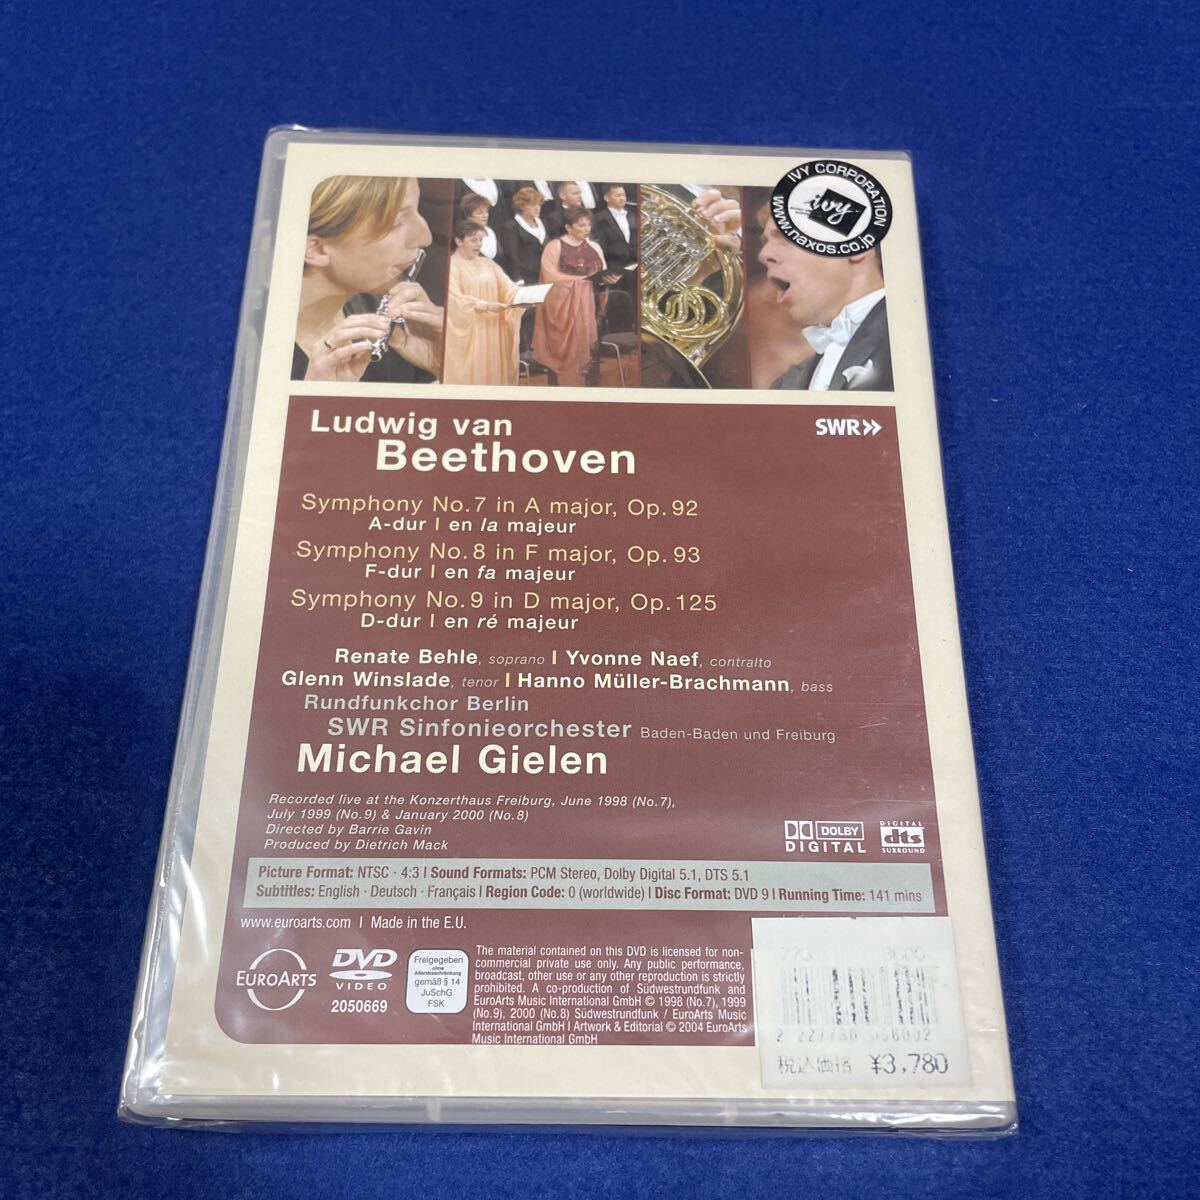 IVY CORPORATION
ivy
www.naxos.co.jp
Ludwig van
Beethoven
SWR>>
Symphony No.7 in A major, Op. 92
A-dur | en la majeur
Symphony No.8 in F major, Op. 93
F-dur | en fa majeur
Symphony No.9 in D major, Op. 125
D-dur | en ré majeur
Renate Behle, soprano | Yvonne Naef, contralto
Glenn Winslade, tenor | Hanno Müller-Brachmann, bass
Rundfunkchor Berlin
SWR Sinfonieorchester Baden-Baden und Freiburg
Michael Gielen
Recorded live at the Konzerthaus Freiburg, June 1998 (No.7),
July 1999 (No.9) & January 2000 (No.8)
Directed by Barrie Gavin
Produced by Dietrich Mack
DOLBY
DIGITAL
DIGITAL
dts
SURROUND
Picture Format: NTSC · 4:3 | Sound Formats: PCM Stereo, Dolby Digital 5.1, DTS 5.1
Subtitles: English · Deutsch · Français | Region Code: 0 (worldwide) | Disc Format: DVD 9 | Running Time: 141 mins
www.euroarts.com | Made in the E.U.
EUROARTS
DVD
VIDEO
2050669
Freigegeben
ohne
Altersbeschränkung
gemäß § 14
JuSchG
FSK
The material contained on this DVD is licensed for non-
commercial private use only. Any public performance,
broadcast, other use or any other reproduction is strictly
prohibited. A co-production of Südwestrundfunk and
EuroArts Music International GmbH © 1998 (No.7), 1999
(No.9), 2000 (No.8) Südwestrundfunk / EuroArts Music
International GmbH | Artwork & Editorial © 2004 EuroArts
Music International GmbH
税込価格 ¥3,780